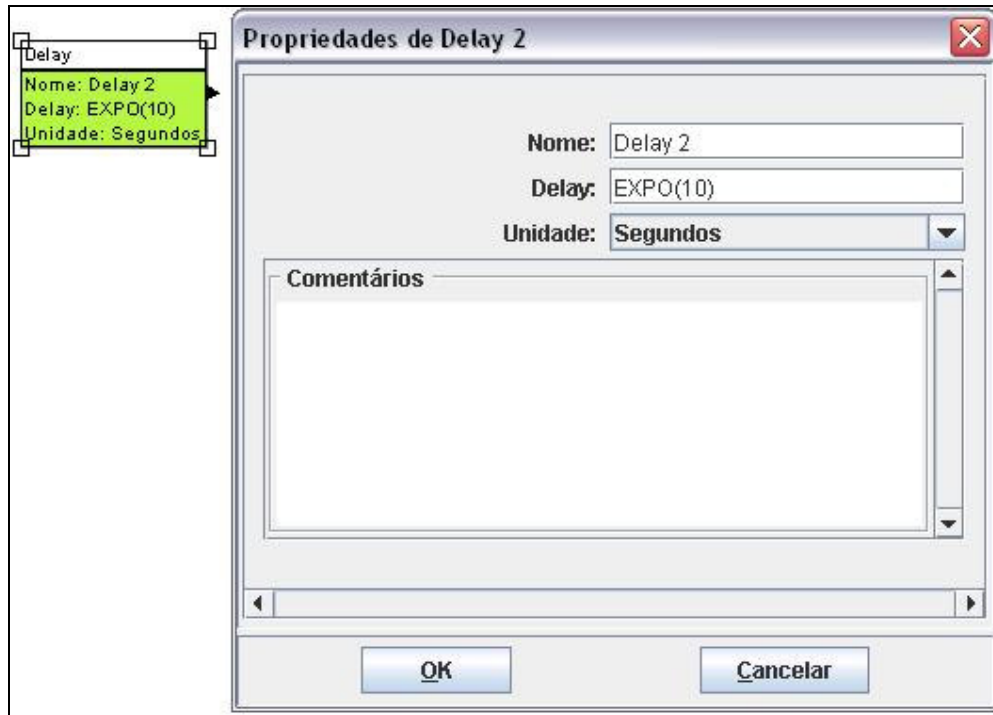 Delay
Nome: Delay 2
Delay: EXPO(10)
Unidade: Segundos
Propriedades de Delay 2
Nome: Delay 2
Delay: EXPO(10)
Unidade: Segundos
Comentários
OK Cancelar